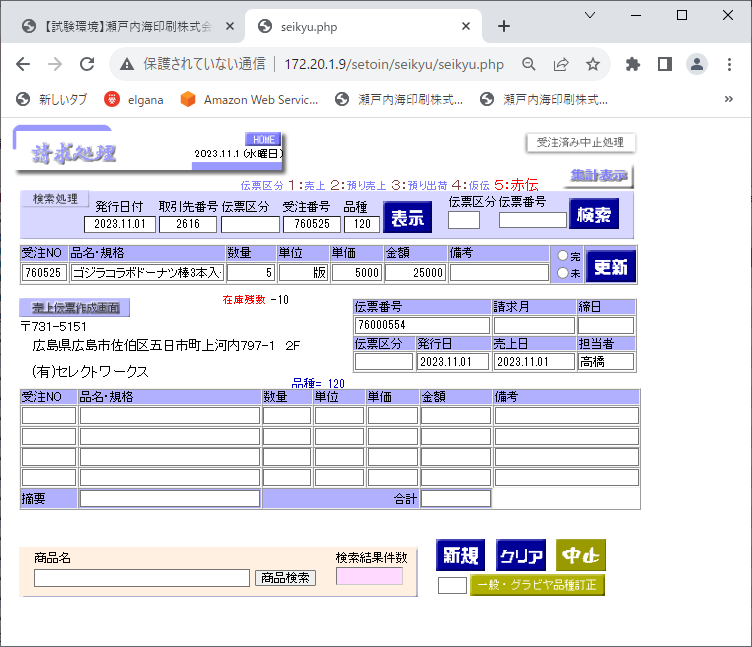 【試験環境】瀬戸内海印刷株式会
seikyu.php
保護されていない通信
172.20.1.9/setoin/seikyu/seikyu.php
新しいタブ
elgana
Amazon Web Servic...
瀬戸内海印刷株式...
瀬戸内海印刷株式...
»
請求処理
HOME
2023.11.1 (水曜日)
受注済み中止処理
伝票区分 1:売上 2:預り売上 3:預り出荷 4:仮伝 5:赤伝
集計表示
検索処理
発行日付 取引先番号 伝票区分 受注番号 品種
2023.11.01 2616 760525 120
表示
伝票区分 伝票番号
検索
受注NO 品名・規格 数量 単位 単価 金額 備考
760525 ゴジラコラボドーナツ棒3本入 5 版 5000 25000
完
未
更新
売上伝票作成画面
在庫残数 -10
〒731-5151
広島県広島市佐伯区五日市町上河内797-1 2F
(有)セレクトワークス
伝票番号 請求月 締日
76000554
伝票区分 発行日 売上日 担当者
2023.11.01 2023.11.01 高橋
品種= 120
受注NO 品名・規格 数量 単位 単価 金額 備考
摘要 合計
商品名
商品検索
検索結果件数
新規 クリア 中止
一般・グラビヤ品種訂正